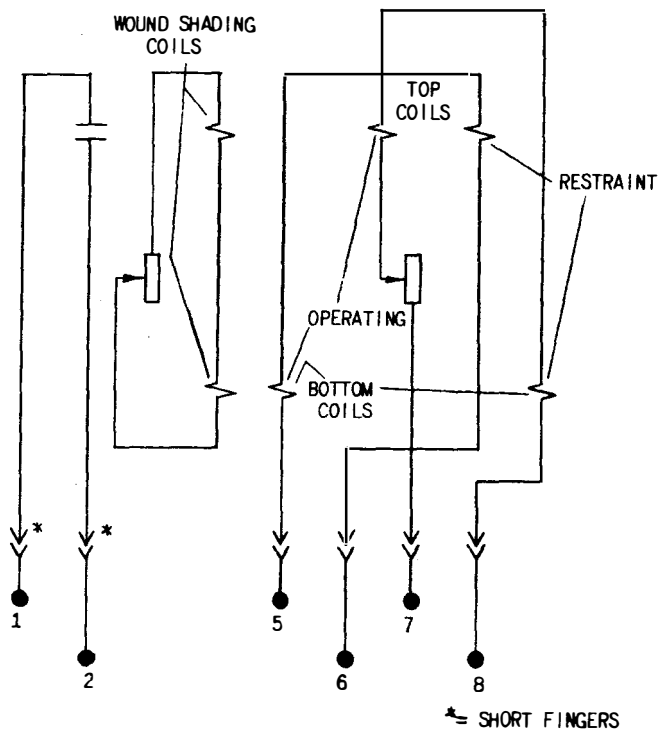 WOUND SHADING
COILS
TOP
COILS
RESTRAINT
OPERATING
BOTTOM
COILS
*
*
1
2
5
6
7
8
*= SHORT FINGERS